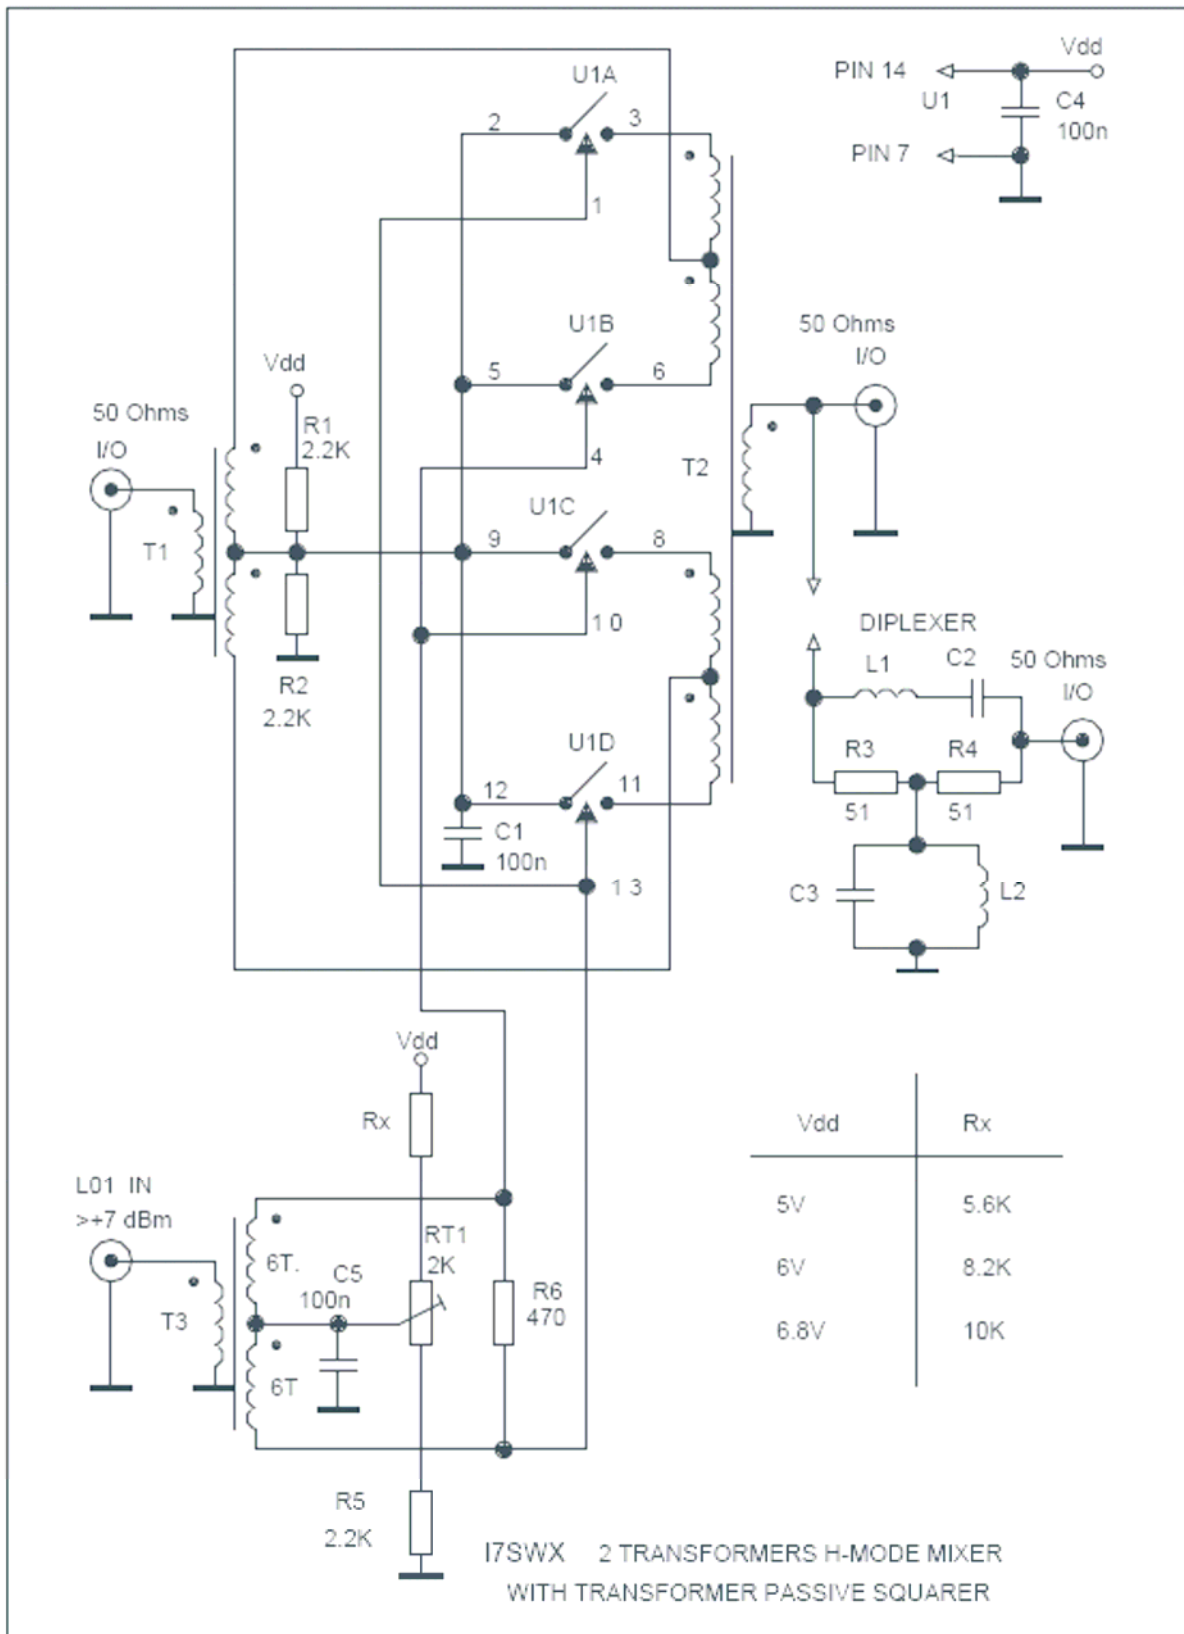 U1A
2
3
1
PIN 14
Vdd
U1
C4
100n
PIN 7
U1B
5
6
4
50 Ohms
I/O
Vdd
R1
2.2K
50 Ohms
I/O
T1
T2
U1C
9
8
10
R2
2.2K
DIPLEXER
L1
C2
50 Ohms
I/O
R3
R4
51
51
C3
L2
U1D
12
11
C1
100n
13
Vdd
Rx
L01 IN
>+7 dBm
T3
6T.
6T
C5
100n
RT1
2K
R6
470
R5
2.2K
Vdd Rx
5V 5.6K
6V 8.2K
6.8V 10K
I7SWX 2 TRANSFORMERS H-MODE MIXER
WITH TRANSFORMER PASSIVE SQUARER